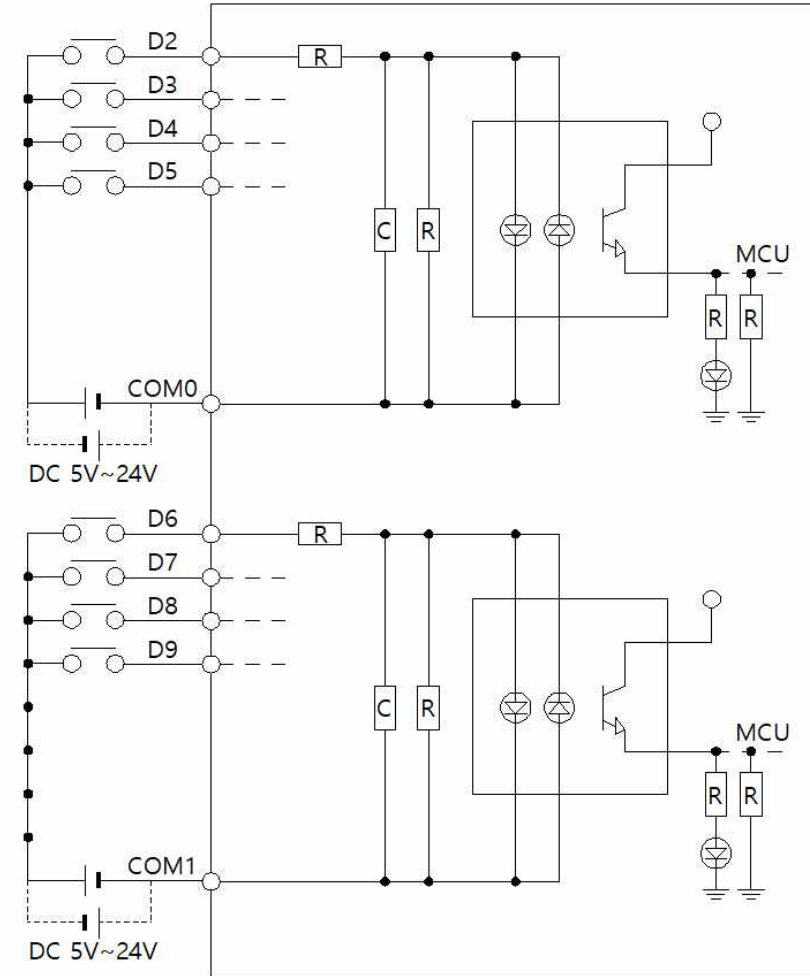 D2
R
D3
D4
D5
C R
MCU
R R
COM0
DC 5V~24V
D6
R
D7
D8
D9
C R
MCU
R R
COM1
DC 5V~24V